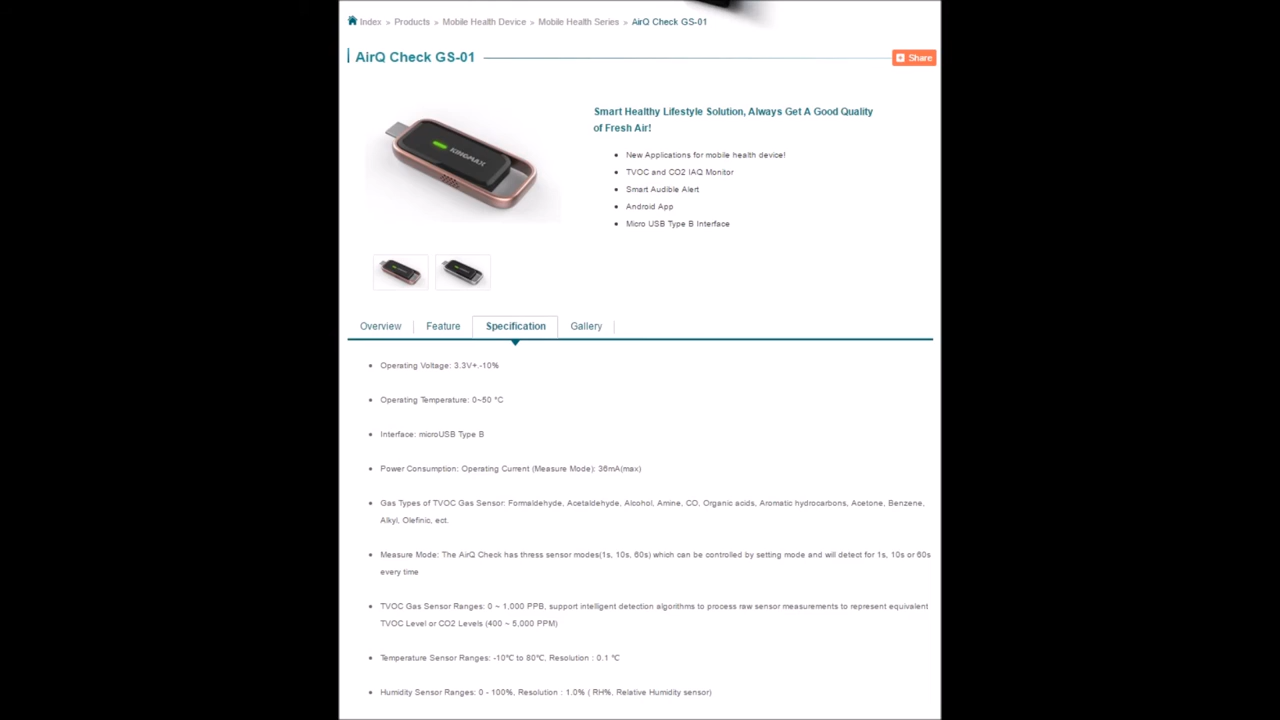 Index > Products > Mobile Health Device > Mobile Health Series > AirQ Check GS-01
AirQ Check GS-01
Share
KINGMAX
Smart Healthy Lifestyle Solution, Always Get A Good Quality
of Fresh Air!
New Applications for mobile health device!
TVOC and CO2 IAQ Monitor
Smart Audible Alert
Android App
Micro USB Type B Interface
Overview
Feature
Specification
Gallery
Operating Voltage: 3.3V+.-10%
Operating Temperature: 0~50 °C
Interface: microUSB Type B
Power Consumption: Operating Current (Measure Mode): 36mA(max)
Gas Types of TVOC Gas Sensor: Formaldehyde, Acetaldehyde, Alcohol, Amine, CO, Organic acids, Aromatic hydrocarbons, Acetone, Benzene,
Alkyl, Olefinic, ect.
Measure Mode: The AirQ Check has thress sensor modes(1s, 10s, 60s) which can be controlled by setting mode and will detect for 1s, 10s or 60s
every time
TVOC Gas Sensor Ranges: 0 ~ 1,000 PPB, support intelligent detection algorithms to process raw sensor measurements to represent equivalent
TVOC Level or CO2 Levels (400 ~ 5,000 PPM)
Temperature Sensor Ranges: -10℃ to 80℃, Resolution : 0.1 ℃
Humidity Sensor Ranges: 0 - 100%, Resolution : 1.0% ( RH%, Relative Humidity sensor)